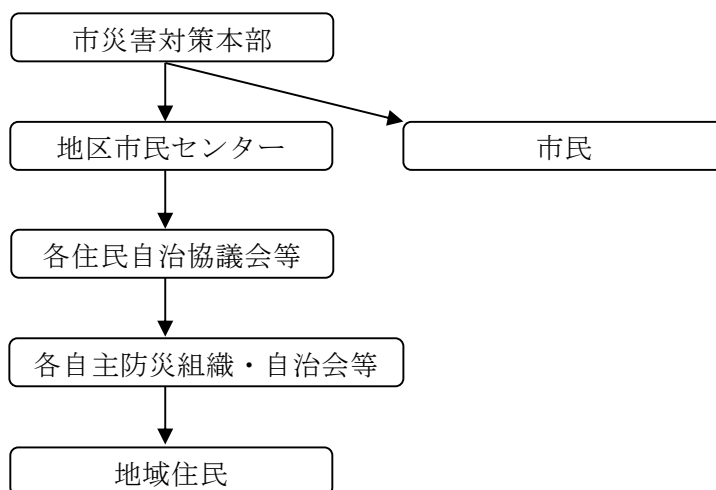 市災害対策本部
地区市民センター
市民
各住民自治協議会等
各自主防災組織・自治会等
地域住民